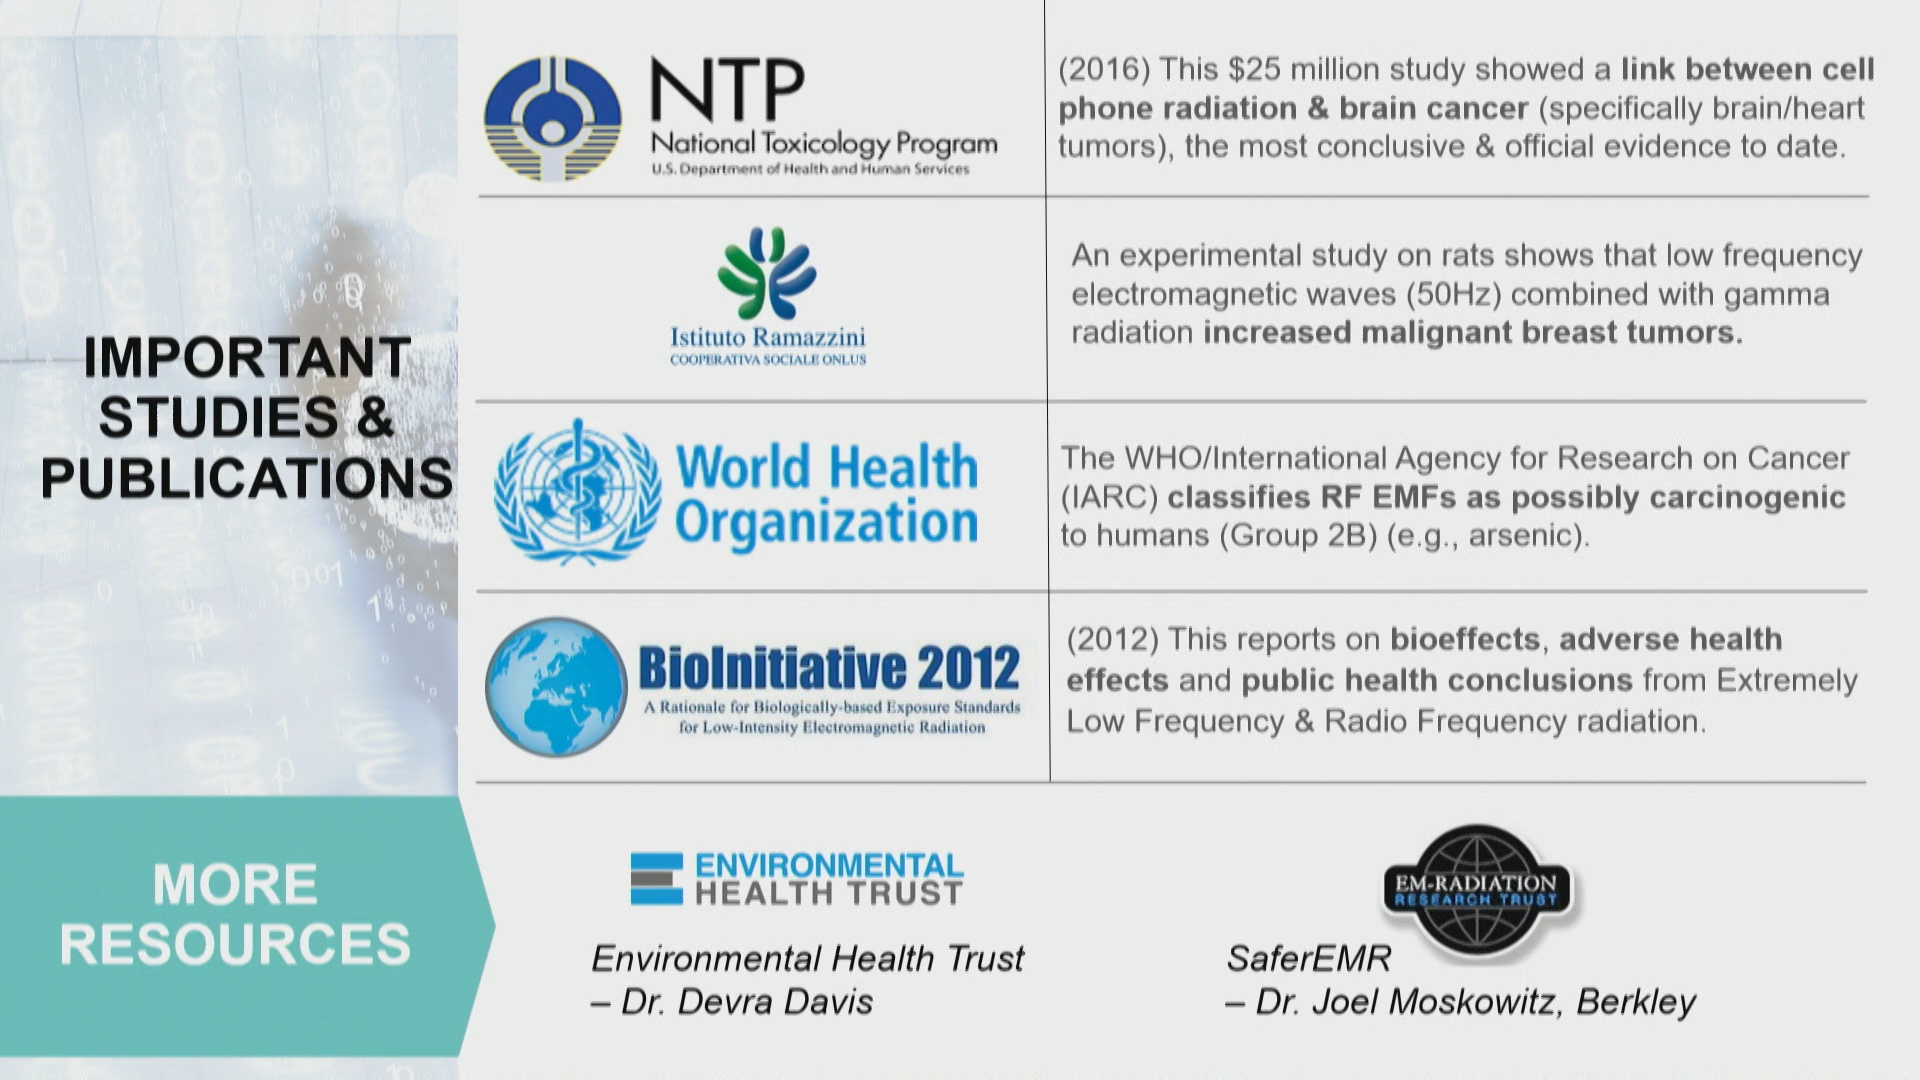 IMPORTANT
STUDIES &
PUBLICATIONS
NTP
National Toxicology Program
U.S. Department of Health and Human Services
(2016) This $25 million study showed a link between cell
phone radiation & brain cancer (specifically brain/heart
tumors), the most conclusive & official evidence to date.
Istituto Ramazzini
COOPERATIVA SOCIALE ONLUS
An experimental study on rats shows that low frequency
electromagnetic waves (50Hz) combined with gamma
radiation increased malignant breast tumors.
World Health
Organization
The WHO/International Agency for Research on Cancer
(IARC) classifies RF EMFs as possibly carcinogenic
to humans (Group 2B) (e.g., arsenic).
BioInitiative 2012
A Rationale for Biologically-based Exposure Standards
for Low-Intensity Electromagnetic Radiation
(2012) This reports on bioeffects, adverse health
effects and public health conclusions from Extremely
Low Frequency & Radio Frequency radiation.
MORE
RESOURCES
ENVIRONMENTAL
HEALTH TRUST
Environmental Health Trust
– Dr. Devra Davis
EM-RADIATION
RESEARCH TRUST
SaferEMR
– Dr. Joel Moskowitz, Berkley